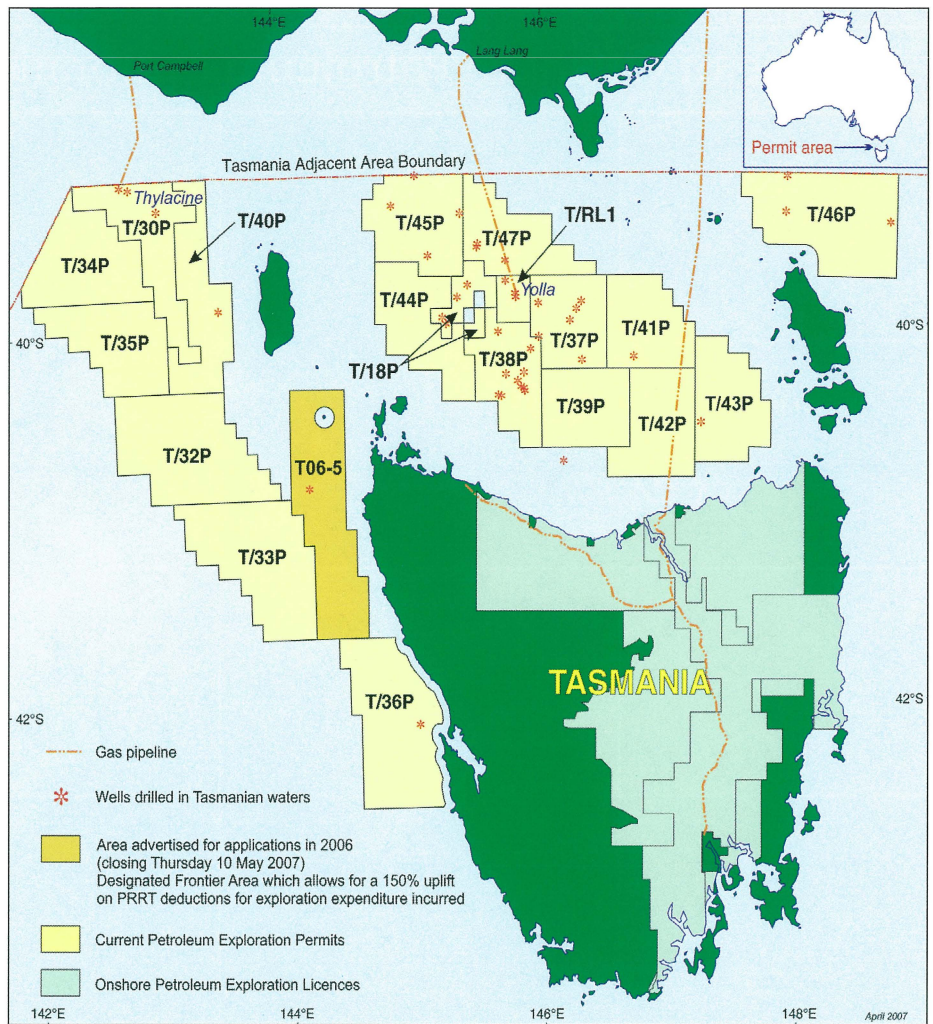 144°E
146°E
Port Campbell
Lang Lang
Permit area
Tasmania Adjacent Area Boundary
Thylacine
T/30P
T/40P
T/34P
T/35P
T/45P
T/47P
T/RL1
T/46P
T/44P
Yolla
T/37P
T/41P
40°S
40°S
T/18P
T/38P
T/39P
T/42P
T/43P
T/32P
T06-5
T/33P
T/36P
TASMANIA
42°S
42°S
Gas pipeline
Wells drilled in Tasmanian waters
Area advertised for applications in 2006
(closing Thursday 10 May 2007)
Designated Frontier Area which allows for a 150% uplift
on PRRT deductions for exploration expenditure incurred
Current Petroleum Exploration Permits
Onshore Petroleum Exploration Licences
142°E
144°E
146°E
148°E
April 2007